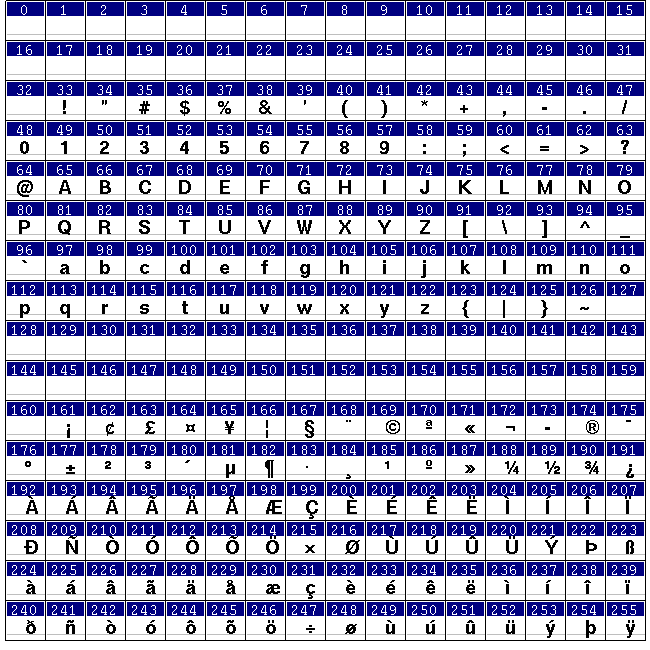 0 1 2 3 4 5 6 7 8 9 10 11 12 13 14 15
16 17 18 19 20 21 22 23 24 25 26 27 28 29 30 31
32 33 34 35 36 37 38 39 40 41 42 43 44 45 46 47
! " # $ % & ' ( ) * + , - . /
48 49 50 51 52 53 54 55 56 57 58 59 60 61 62 63
0 1 2 3 4 5 6 7 8 9 : ; < = > ?
64 65 66 67 68 69 70 71 72 73 74 75 76 77 78 79
@ A B C D E F G H I J K L M N O
80 81 82 83 84 85 86 87 88 89 90 91 92 93 94 95
P Q R S T U V W X Y Z [ \ ] ^ _
96 97 98 99 100 101 102 103 104 105 106 107 108 109 110 111
` a b c d e f g h i j k l m n o
112 113 114 115 116 117 118 119 120 121 122 123 124 125 126 127
p q r s t u v w x y z { | } ~
128 129 130 131 132 133 134 135 136 137 138 139 140 141 142 143
144 145 146 147 148 149 150 151 152 153 154 155 156 157 158 159
160 161 162 163 164 165 166 167 168 169 170 171 172 173 174 175
¡ ¢ £ ¤ ¥ ¦ § ¨ © ª « ¬ - ® ¯
176 177 178 179 180 181 182 183 184 185 186 187 188 189 190 191
° ± ² ³ ´ µ ¶ · ¸ ¹ º » ¼ ½ ¾ ¿
192 193 194 195 196 197 198 199 200 201 202 203 204 205 206 207
À Á Â Ã Ä Å Æ Ç È É Ê Ë Ì Í Î Ï
208 209 210 211 212 213 214 215 216 217 218 219 220 221 222 223
Ð Ñ Ò Ó Ô Õ Ö × Ø Ù Ú Û Ü Ý Þ ß
224 225 226 227 228 229 230 231 232 233 234 235 236 237 238 239
à á â ã ä å æ ç è é ê ë ì í î ï
240 241 242 243 244 245 246 247 248 249 250 251 252 253 254 255
ð ñ ò ó ô õ ö ÷ ø ù ú û ü ý þ ÿ